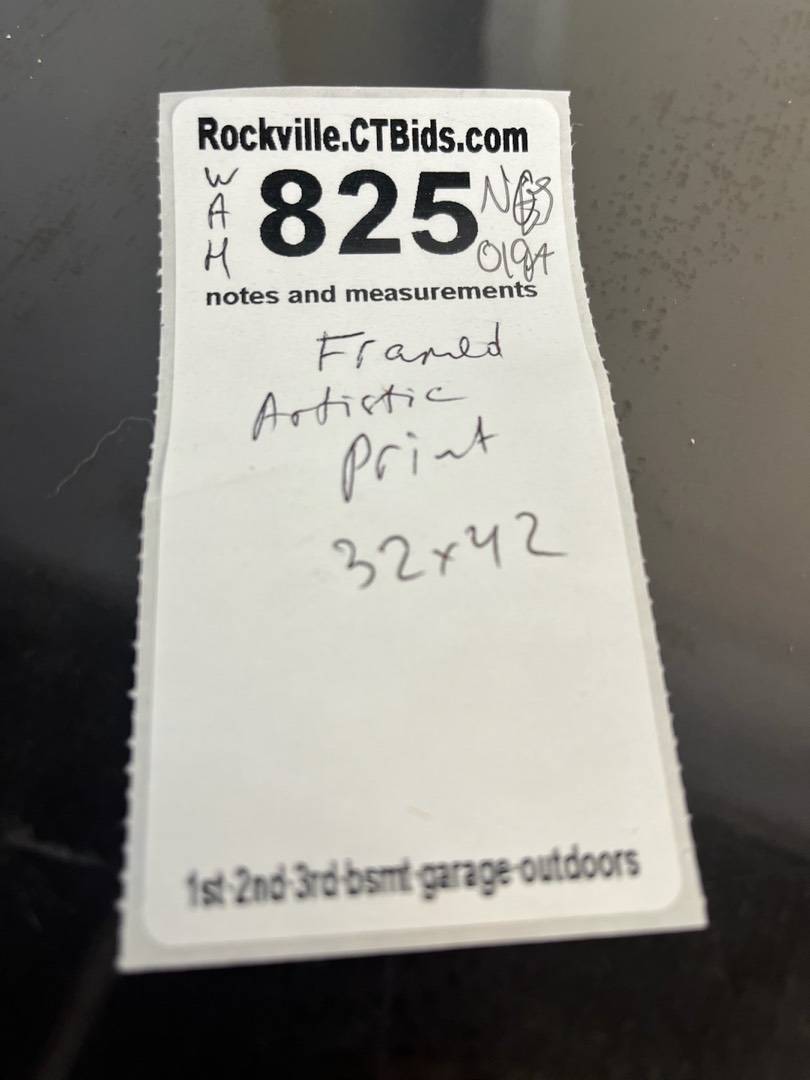 Rockville.CTBids.com
W
A
H
825
notes and measurements
Framed
Artistic
Print
32x42
1st-2nd-3rd-bsmt-garage-outdoors